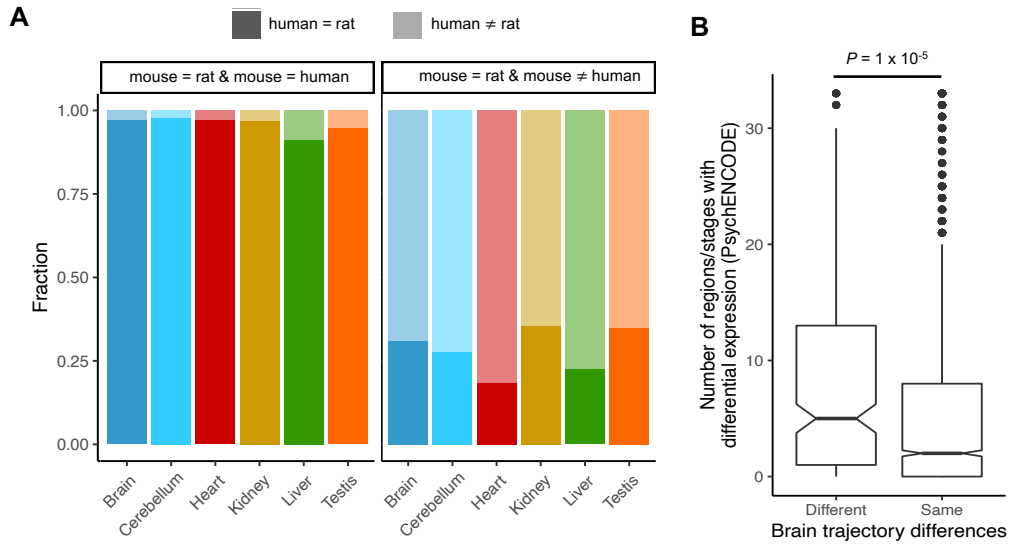 A
human = rat
human ≠ rat
mouse = rat & mouse = human
mouse = rat & mouse ≠ human
Fraction
1.00
0.75
0.50
0.25
0.00
Brain
Cerebellum
Heart
Kidney
Liver
Testis
Brain
Cerebellum
Heart
Kidney
Liver
Testis
B
P = 1 x 10-5
Number of regions/stages with
differential expression (PsychENCODE)
30
20
10
0
Different
Same
Brain trajectory differences